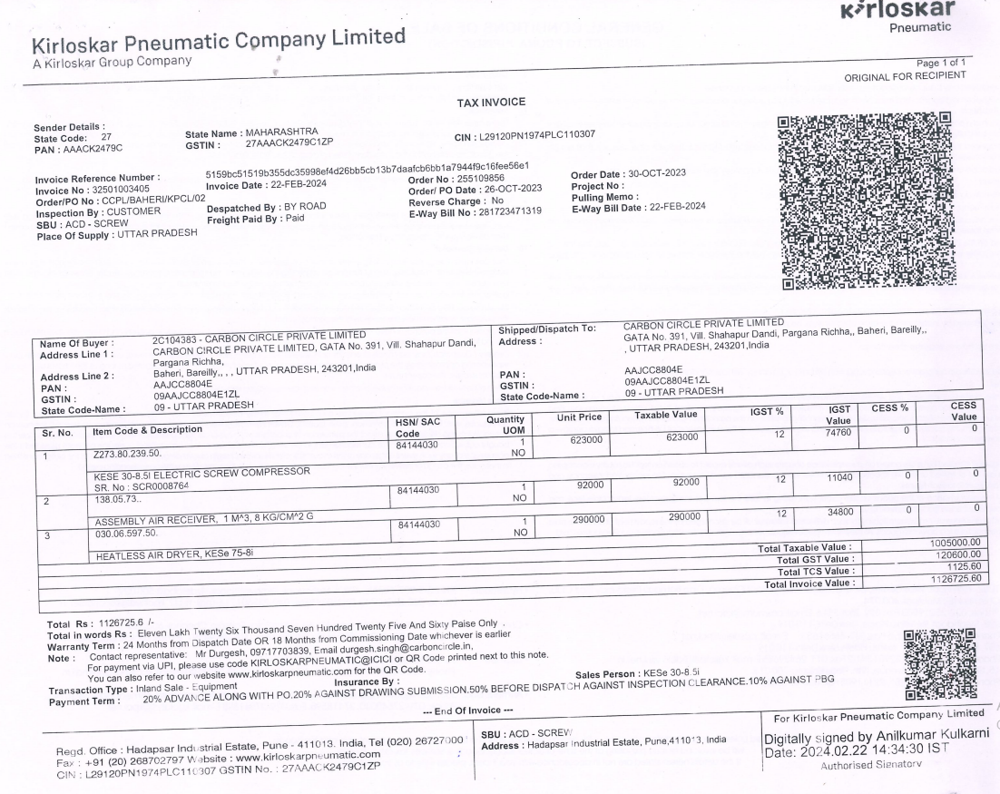 Kirloskar
Pneumatic
Kirloskar Pneumatic Company Limited
A Kirloskar Group Company
Page 1 of 1
ORIGINAL FOR RECIPIENT
TAX INVOICE
Sender Details :
State Code: 27
PAN : AAACK2479C
State Name : MAHARASHTRA
GSTIN : 27AAACK2479C1ZP
CIN : L29120PN1974PLC110307
Invoice Reference Number : 5159bc51519b355dc35998ef4d26bb5cb13b7daafcb6bb1a7944f9c16fee56e1
Invoice No : 32501003405
Order/PO No : CCPL/BAHERI/KPCL/02
Inspection By : CUSTOMER
SBU : ACD - SCREW
Place Of Supply : UTTAR PRADESH
Invoice Date : 22-FEB-2024
Despatched By : BY ROAD
Freight Paid By : Paid
Order No : 255109856
Order/ PO Date : 26-OCT-2023
Reverse Charge : No
E-Way Bill No : 281723471319
Order Date : 30-OCT-2023
Project No :
Pulling Memo :
E-Way Bill Date : 22-FEB-2024
Name Of Buyer : 2C104383 - CARBON CIRCLE PRIVATE LIMITED
Address Line 1 : CARBON CIRCLE PRIVATE LIMITED, GATA No. 391, Vill. Shahapur Dandi,
Pargana Richha,
Address Line 2 : Baheri, Bareilly,, , , UTTAR PRADESH, 243201,India
PAN : AAJCC8804E
GSTIN : 09AAJCC8804E1ZL
State Code-Name : 09 - UTTAR PRADESH
Shipped/Dispatch To: CARBON CIRCLE PRIVATE LIMITED
Address : GATA No. 391, Vill. Shahapur Dandi, Pargana Richha,, Baheri, Bareilly,,
, UTTAR PRADESH, 243201,India
PAN : AAJCC8804E
GSTIN : 09AAJCC8804E1ZL
State Code-Name : 09 - UTTAR PRADESH
Sr. No. Item Code & Description HSN/ SAC Code Quantity UOM Unit Price Taxable Value IGST % IGST Value CESS % CESS Value
1 Z273.80.239.50. 84144030 1 NO 623000 623000 12 74760 0 0
KESE 30-8.5I ELECTRIC SCREW COMPRESSOR
SR. No : SCR0008764
2 138.05.73.. 84144030 1 NO 92000 92000 12 11040 0 0
ASSEMBLY AIR RECEIVER, 1 M^3, 8 KG/CM^2 G
3 030.06.597.50. 84144030 1 NO 290000 290000 12 34800 0 0
HEATLESS AIR DRYER, KESe 75-8i
Total Taxable Value : 1005000.00
Total GST Value : 120600.00
Total TCS Value : 1125.60
Total Invoice Value : 1126725.60
Total Rs : 1126725.6 /-
Total in words Rs : Eleven Lakh Twenty Six Thousand Seven Hundred Twenty Five And Sixty Paise Only .
Warranty Term : 24 Months from Dispatch Date OR 18 Months from Commissioning Date whichever is earlier
Note : Contact representative: Mr Durgesh, 09717703839, Email durgesh.singh@carboncircle.in,
For payment via UPI, please use code KIRLOSKARPNEUMATIC@ICICI or QR Code printed next to this note.
You can also refer to our website www.kirloskarpneumatic.com for the QR Code.
Transaction Type : Inland Sale - Equipment Insurance By : Sales Person : KESe 30-8.5i
Payment Term : 20% ADVANCE ALONG WITH PO.20% AGAINST DRAWING SUBMISSION.50% BEFORE DISPATCH AGAINST INSPECTION CLEARANCE.10% AGAINST PBG
--- End Of Invoice ---
Regd. Office : Hadapsar Industrial Estate, Pune - 411013. India, Tel (020) 26727000
Fax : +91 (20) 268702797 Website : www.kirloskarpneumatic.com
CIN : L29120PN1974PLC110307 GSTIN No. : 27AAACK2479C1ZP
SBU : ACD - SCREW
Address : Hadapsar Industrial Estate, Pune,411013, India
For Kirloskar Pneumatic Company Limited
Digitally signed by Anilkumar Kulkarni
Date: 2024.02.22 14:34:30 IST
Authorised Signatory